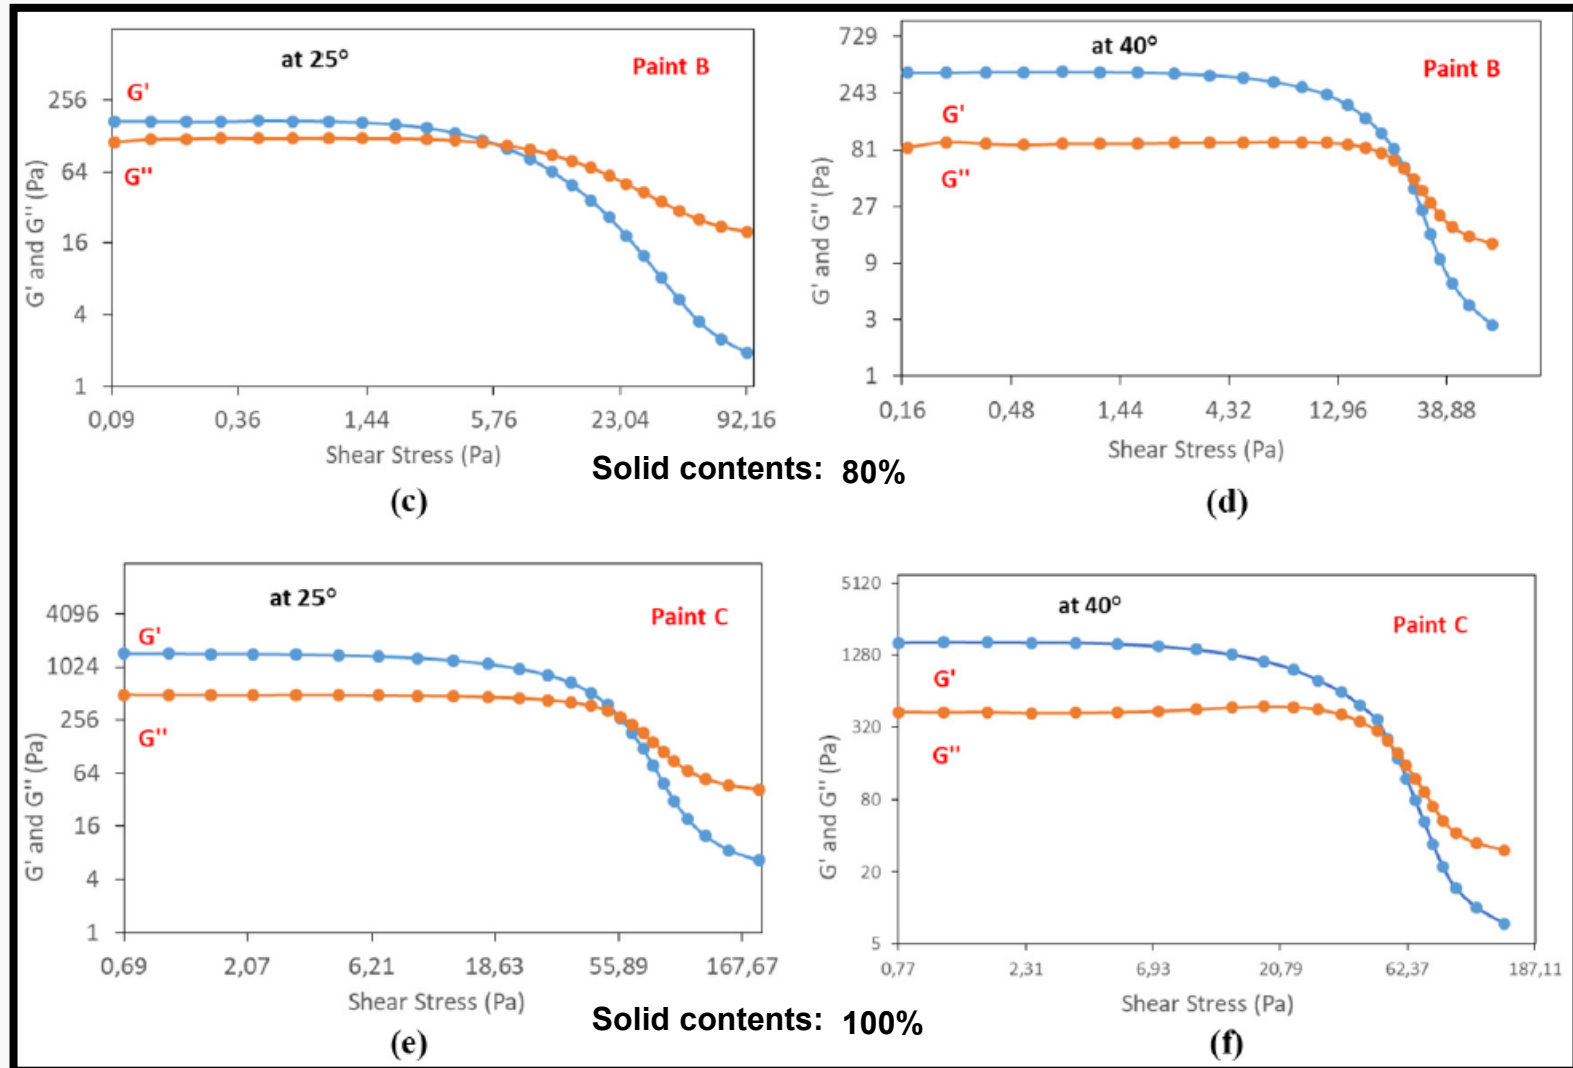 at 25°
Paint B
G'
G"
256
64
16
4
1
G' and G'' (Pa)
0,09 0,36 1,44 5,76 23,04 92,16
Shear Stress (Pa)
(c)
at 40°
Paint B
G'
G"
729
243
81
27
9
3
1
G' and G'' (Pa)
0,16 0,48 1,44 4,32 12,96 38,88
Shear Stress (Pa)
(d)
Solid contents: 80%
at 25°
Paint C
G'
G"
4096
1024
256
64
16
4
1
G' and G'' (Pa)
0,69 2,07 6,21 18,63 55,89 167,67
Shear Stress (Pa)
(e)
at 40°
Paint C
G'
G"
5120
1280
320
80
20
5
G' and G'' (Pa)
0,77 2,31 6,93 20,79 62,37 187,11
Shear Stress (Pa)
(f)
Solid contents: 100%